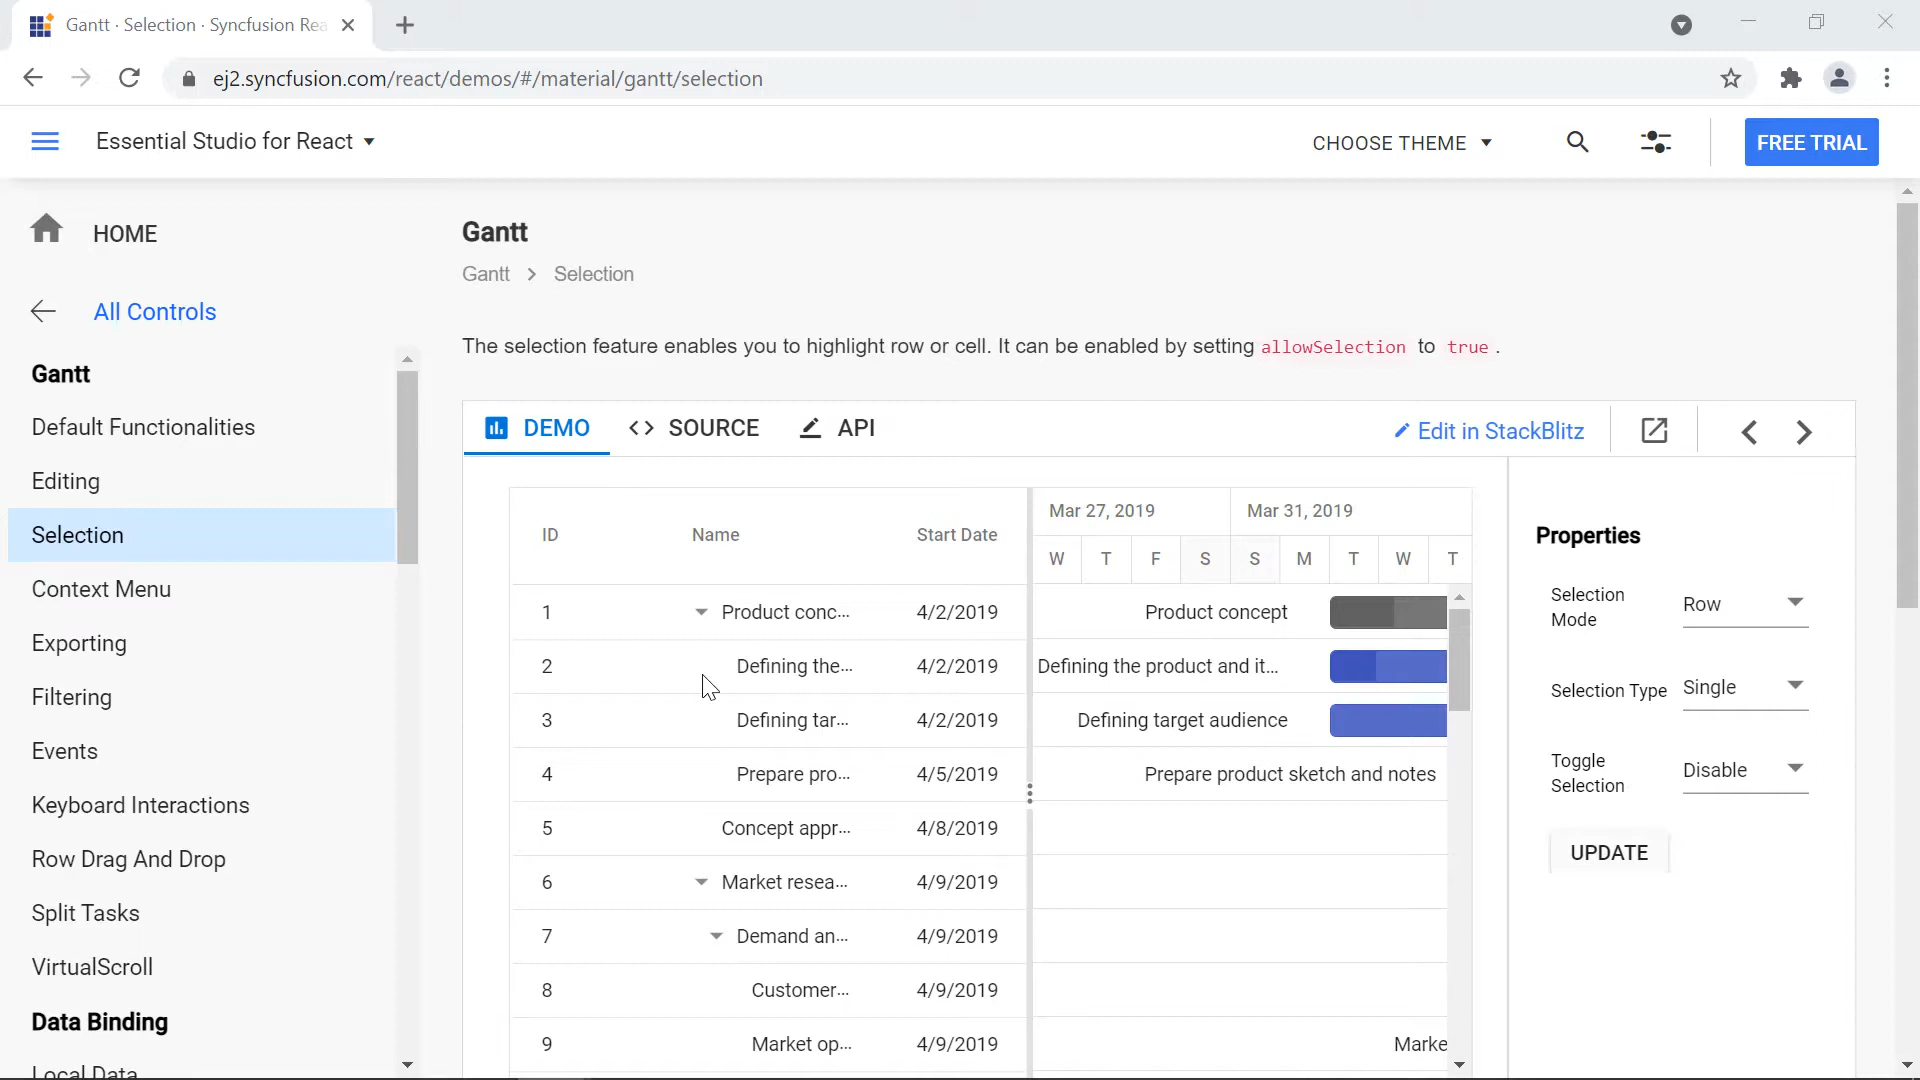 Gantt · Selection · Syncfusion Rea
ej2.syncfusion.com/react/demos/#/material/gantt/selection
Essential Studio for React
CHOOSE THEME
FREE TRIAL
HOME
All Controls
Gantt
Default Functionalities
Editing
Selection
Context Menu
Exporting
Filtering
Events
Keyboard Interactions
Row Drag And Drop
Split Tasks
VirtualScroll
Data Binding
Local Data
Gantt
Gantt > Selection
The selection feature enables you to highlight row or cell. It can be enabled by setting allowSelection to true .
DEMO <> SOURCE API
Edit in StackBlitz
ID Name Start Date
Mar 27, 2019 Mar 31, 2019
W T F S S M T W T
1 Product conc... 4/2/2019 Product concept
2 Defining the... 4/2/2019 Defining the product and it...
3 Defining tar... 4/2/2019 Defining target audience
4 Prepare pro... 4/5/2019 Prepare product sketch and notes
5 Concept appr... 4/8/2019
6 Market resea... 4/9/2019
7 Demand an... 4/9/2019
8 Customer... 4/9/2019
9 Market op... 4/9/2019 Marke
Properties
Selection
Mode
Row
Selection Type Single
Toggle
Selection
Disable
UPDATE